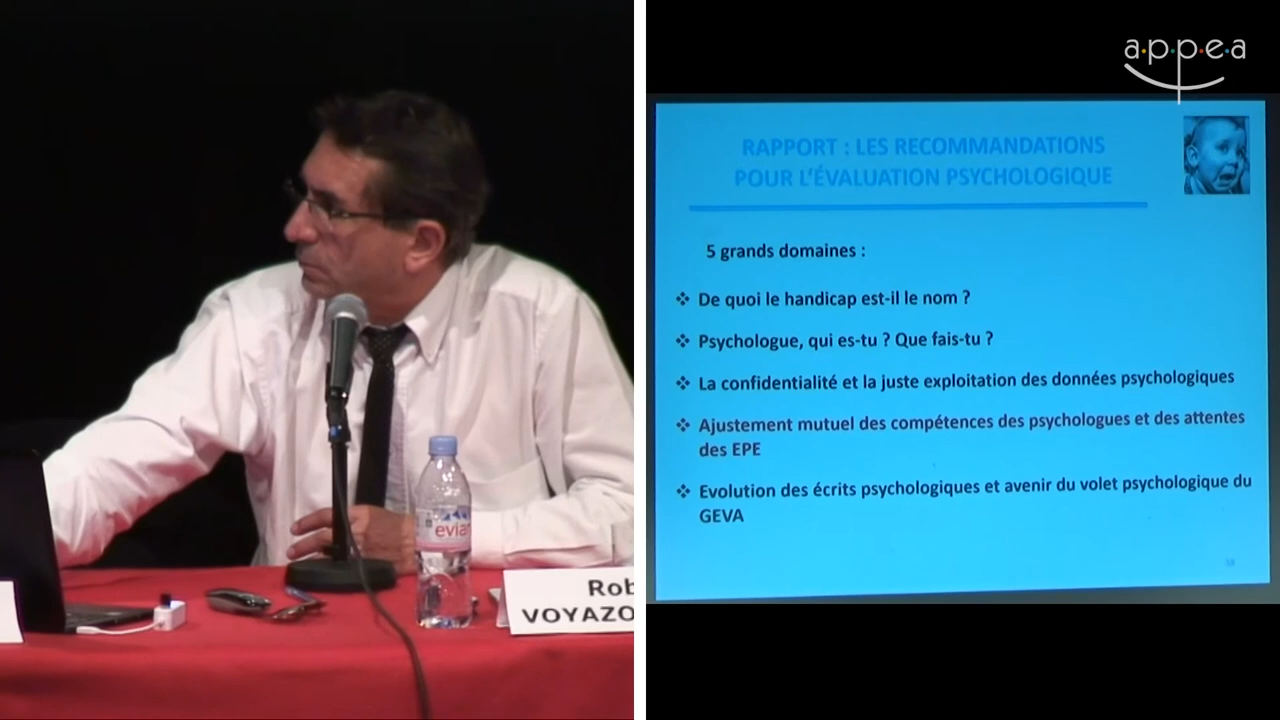 evian
Rob
VOYAZO
a·p·p·e·a
RAPPORT : LES RECOMMANDATIONS
POUR L'ÉVALUATION PSYCHOLOGIQUE
5 grands domaines :
❖ De quoi le handicap est-il le nom ?
❖ Psychologue, qui es-tu ? Que fais-tu ?
❖ La confidentialité et la juste exploitation des données psychologiques
❖ Ajustement mutuel des compétences des psychologues et des attentes
des EPE
❖ Evolution des écrits psychologiques et avenir du volet psychologique du
GEVA